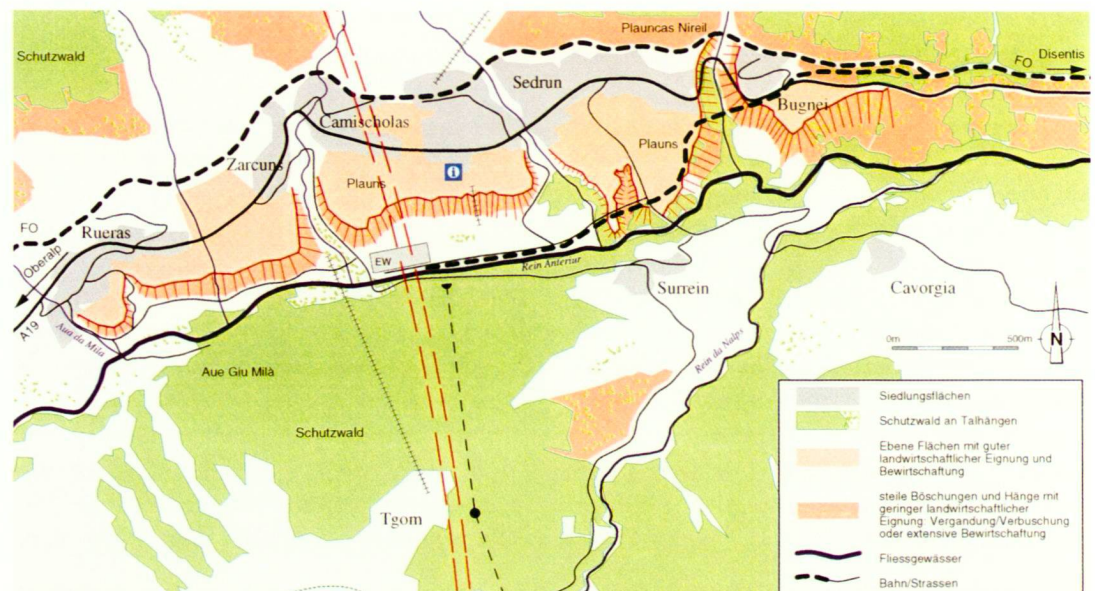 Schutzwald
Plauncas Nireil
FO
Disentis
Sedrun
Bugnei
Camischolas
Zarcuns
Plauns
Plauns
FO
Rueras
Oberalp
EW
Rein Anteriur
Surrein
Cavorgia
A19
Aua da Mila
Rein da Nalps
0m
500m
N
Aue Giu Milà
Schutzwald
Tgom
Siedlungsflächen
Schutzwald an Talhängen
Ebene Flächen mit guter
landwirtschaftlicher Eignung und
Bewirtschaftung
steile Böschungen und Hänge mit
geringer landwirtschaftlicher
Eignung: Vergandung/Verbuschung
oder extensive Bewirtschaftung
Fliessgewässer
Bahn/Strassen